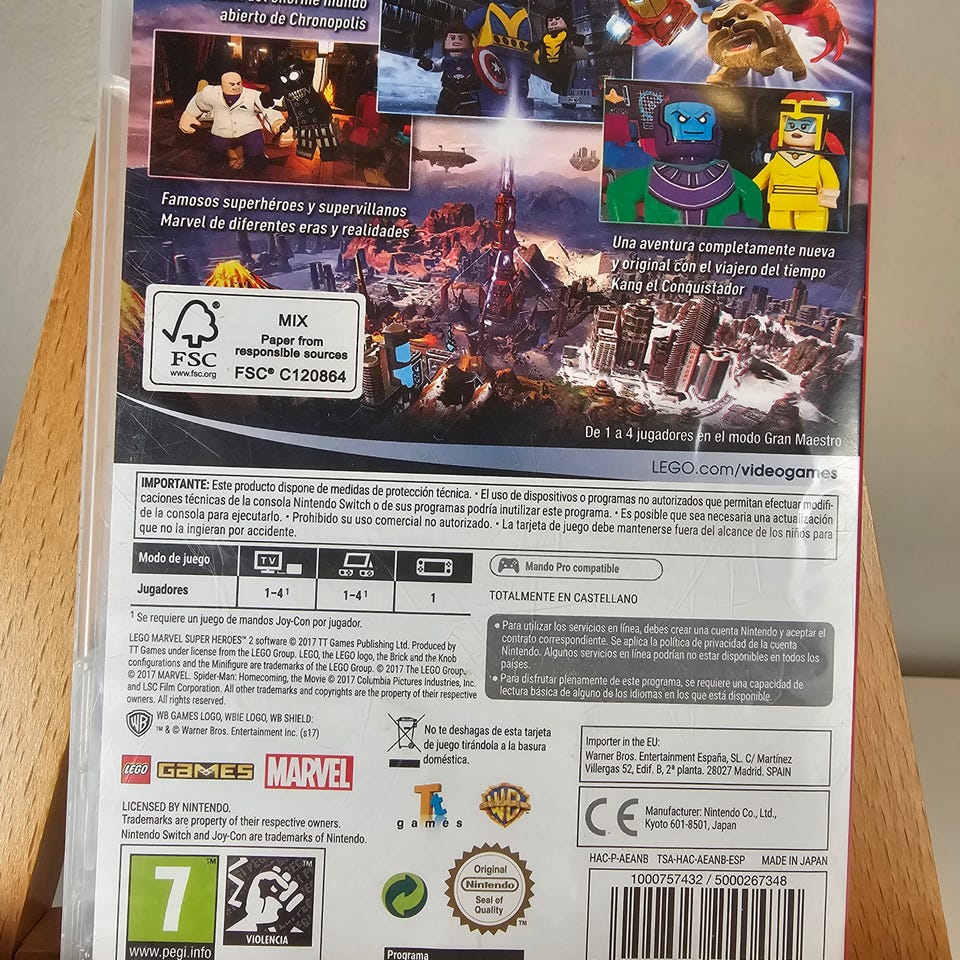 enorme mundo
abierto de Chronopolis
Famosos superhéroes y supervillanos
Marvel de diferentes eras y realidades
Una aventura completamente nueva
y original con el viajero del tiempo
Kang el Conquistador
FSC®
www.fsc.org
MIX
Paper from
responsible sources
FSC® C120864
De 1 a 4 jugadores en el modo Gran Maestro
LEGO.com/videogames
IMPORTANTE: Este producto dispone de medidas de protección técnica. • El uso de dispositivos o programas no autorizados que permitan efectuar modifi-
caciones técnicas de la consola Nintendo Switch o de sus programas podría inutilizar este programa. • Es posible que sea necesaria una actualización
de la consola para ejecutarlo. • Prohibido su uso comercial no autorizado. • La tarjeta de juego debe mantenerse fuera del alcance de los niños para
que no la ingieran por accidente.
Modo de juego TV
Jugadores 1-4¹ 1-4¹ 1
Mando Pro compatible
TOTALMENTE EN CASTELLANO
¹ Se requiere un juego de mandos Joy-Con por jugador.
• Para utilizar los servicios en línea, debes crear una cuenta Nintendo y aceptar el
contrato correspondiente. Se aplica la política de privacidad de la cuenta
Nintendo. Algunos servicios en línea podrían no estar disponibles en todos los
países.
• Para disfrutar plenamente de este programa, se requiere una capacidad de
lectura básica de alguno de los idiomas en los que está disponible.
LEGO MARVEL SUPER HEROES™ 2 software © 2017 TT Games Publishing Ltd. Produced by
TT Games under license from the LEGO Group. LEGO, the LEGO logo, the Brick and the Knob
configurations and the Minifigure are trademarks of the LEGO Group. © 2017 The LEGO Group.
© 2017 MARVEL. Spider-Man: Homecoming, the Movie © 2017 Columbia Pictures Industries, Inc.
and LSC Film Corporation. All other trademarks and copyrights are the property of their respective
owners. All rights reserved.
WB GAMES LOGO, WBIE LOGO, WB SHIELD:
™ & © Warner Bros. Entertainment Inc. (s17)
No te deshagas de esta tarjeta
de juego tirándola a la basura
doméstica.
Importer in the EU:
Warner Bros. Entertainment España, SL. C/ Martínez
Villergas 52, Edif. B, 2ª planta. 28027 Madrid. SPAIN
LEGO GAMES MARVEL
Tt games
WB
CE Manufacturer: Nintendo Co., Ltd.,
Kyoto 601-8501, Japan
LICENSED BY NINTENDO.
Trademarks are property of their respective owners.
Nintendo Switch and Joy-Con are trademarks of Nintendo.
HAC-P-AEANB TSA-HAC-AEANB-ESP MADE IN JAPAN
1000757432 / 5000267348
7™
www.pegi.info
VIOLENCIA
™
Original
Nintendo
Seal of
Quality
™
Programa